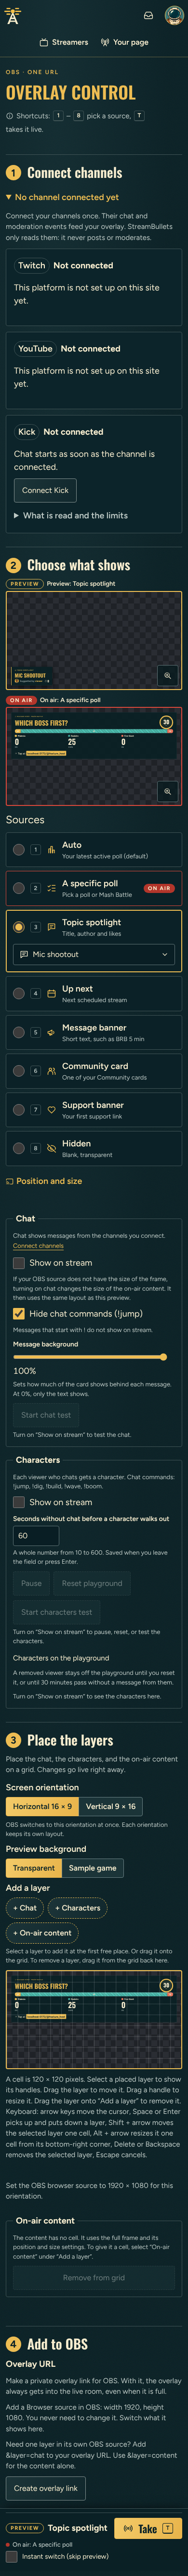 Streamers
Your page
OBS · ONE URL
OVERLAY CONTROL
Shortcuts: 1 – 8 pick a source, T
takes it live.
1 Connect channels
No channel connected yet
Connect your channels once. Their chat and
moderation events feed your overlay. StreamBullets
only reads them: it never posts or moderates.
Twitch Not connected
This platform is not set up on this site
yet.
YouTube Not connected
This platform is not set up on this site
yet.
Kick Not connected
Chat starts as soon as the channel is
connected.
Connect Kick
What is read and the limits
2 Choose what shows
PREVIEW Preview: Topic spotlight
MIC SHOOTOUT
ON AIR On air: A specific poll
WHICH BOSS FIRST?
38
0
25
0
Sources
1 Auto
Your latest active poll (default)
2 A specific poll
Pick a poll or Mash Battle
ON AIR
3 Topic spotlight
Title, author and likes
Mic shootout
4 Up next
Next scheduled stream
5 Message banner
Short text, such as BRB 5 min
6 Community card
One of your Community cards
7 Support banner
Your first support link
8 Hidden
Blank, transparent
Position and size
Chat
Chat shows messages from the channels you connect.
Connect channels
Show on stream
If your OBS source does not have the size of the frame,
turning on chat changes the size of the on-air content. It
then uses the same layout as this preview.
Hide chat commands (!jump)
Messages that start with ! do not show on stream.
Message background
100%
Sets how much of the card shows behind each message.
At 0%, only the text shows.
Start chat test
Turn on “Show on stream” to test the chat.
Characters
Each viewer who chats gets a character. Chat commands:
!jump, !dig, !build, !wave, !boom.
Show on stream
Seconds without chat before a character walks out
60
A whole number from 10 to 600. Saved when you leave
the field or press Enter.
Pause
Reset playground
Start characters test
Turn on “Show on stream” to pause, reset, or test the
characters.
Characters on the playground
A removed viewer stays off the playground until you reset
it, or until 30 minutes pass without a message from them.
Turn on “Show on stream” to see the characters here.
3 Place the layers
Place the chat, the characters, and the on-air content
on a grid. Changes go live right away.
Screen orientation
Horizontal 16 × 9
Vertical 9 × 16
OBS switches to this orientation at once. Each orientation
keeps its own layout.
Preview background
Transparent
Sample game
Add a layer
+ Chat
+ Characters
+ On-air content
Select a layer to add it at the first free place. Or drag it onto
the grid. To remove a layer, drag it from the grid back here.
WHICH BOSS FIRST?
38
0
25
0
A cell is 120 × 120 pixels. Select a placed layer to show
its handles. Drag the layer to move it. Drag a handle to
resize it. Drag the layer onto “Add a layer” to remove it.
Keyboard: arrow keys move the cursor, Space or Enter
picks up and puts down a layer, Shift + arrow moves
the selected layer one cell, Alt + arrow resizes it one
cell from its bottom-right corner, Delete or Backspace
removes the selected layer, Escape cancels.
Set the OBS browser source to 1920 × 1080 for this
orientation.
On-air content
The content has no cell. It uses the full frame and its
position and size settings. To give it a cell, select “On-air
content” under “Add a layer”.
Remove from grid
4 Add to OBS
Overlay URL
Make a private overlay link for OBS. With it, the overlay
always opens the live room, even when it is full.
Add a Browser source in OBS: width 1920, height
1080. You never need to change it. Switch what it
shows here.
Need one layer in its own OBS source? Add
&layer=chat to your overlay URL. Use &layer=content
for the content alone.
Create overlay link
PREVIEW Topic spotlight
Take T
On air: A specific poll
Instant switch (skip preview)